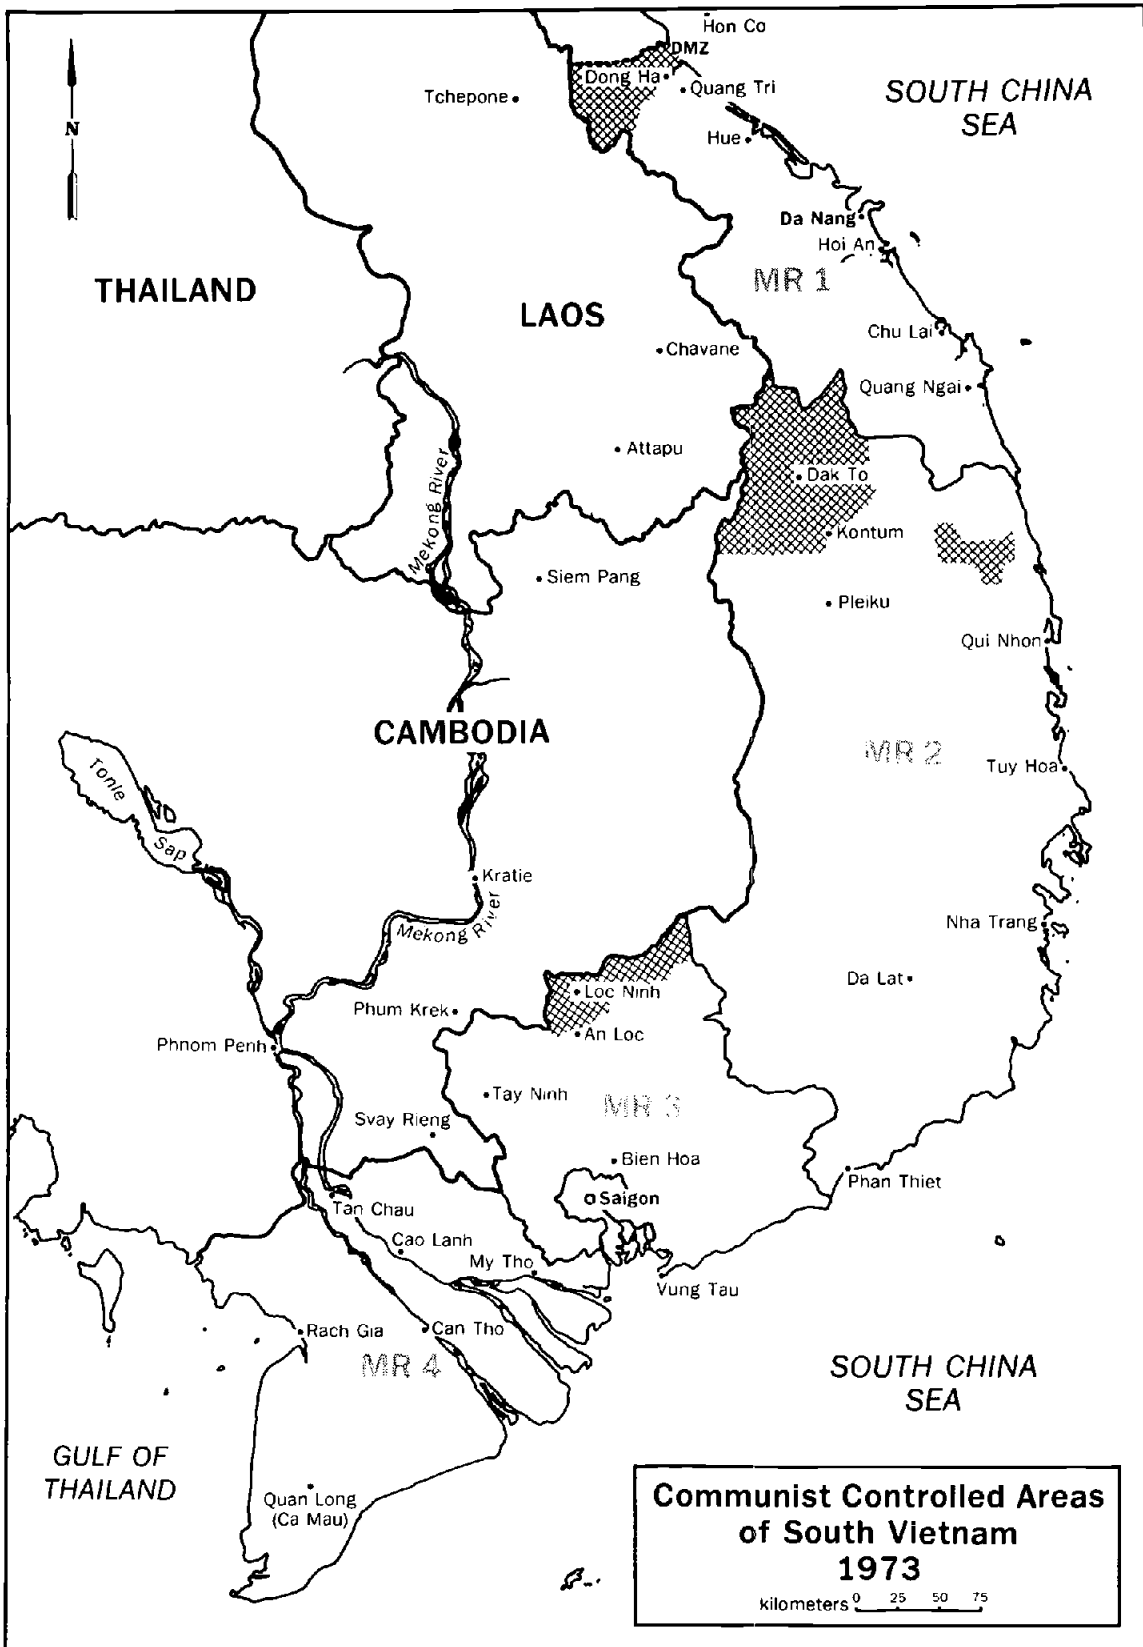 Hon Co
DMZ
Dong Ha
Quang Tri
Tchepone
SOUTH CHINA
SEA
N
Hue
Da Nang
Hoi An
MR 1
THAILAND
LAOS
Chu Lai
Chavane
Quang Ngai
Attapu
Dak To
Mekong River
Kontum
Siem Pang
Pleiku
Qui Nhon
CAMBODIA
MR 2
Tuy Hoa
Tonle
Sap
Kratie
Mekong River
Nha Trang
Da Lat
Loc Ninh
Phum Krek
An Loc
Phnom Penh
Tay Ninh
MR 3
Svay Rieng
Bien Hoa
Phan Thiet
Saigon
Tan Chau
Cao Lanh
My Tho
Vung Tau
Rach Gia
Can Tho
MR 4
SOUTH CHINA
SEA
GULF OF
THAILAND
Quan Long
(Ca Mau)
Communist Controlled Areas
of South Vietnam
1973
kilometers 0 25 50 75